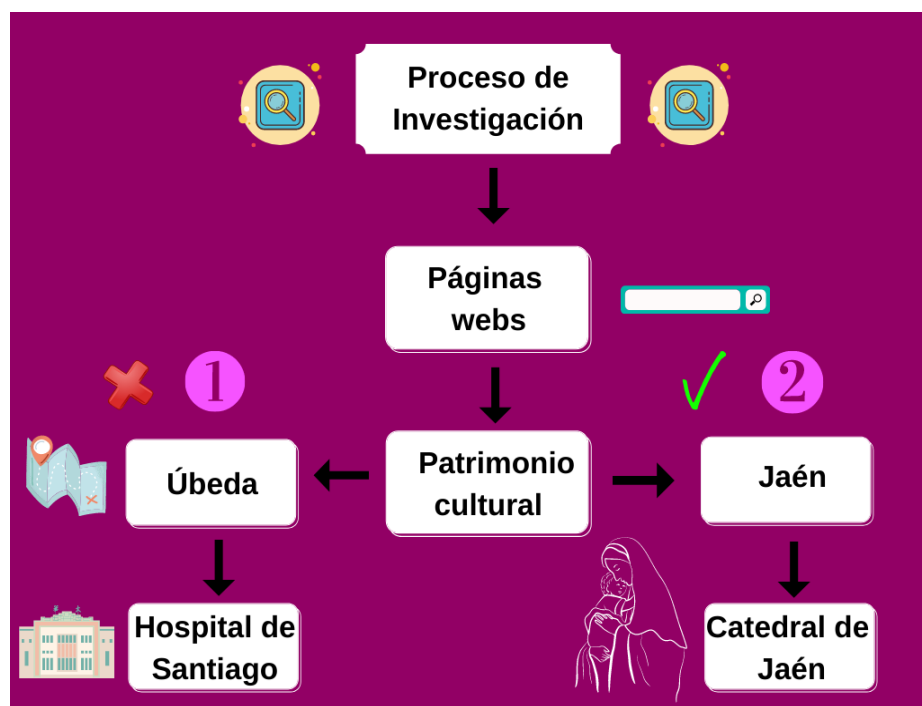 Proceso de
Investigación
Páginas
webs
1
2
Úbeda
Patrimonio
cultural
Jaén
Hospital de
Santiago
Catedral de
Jaén